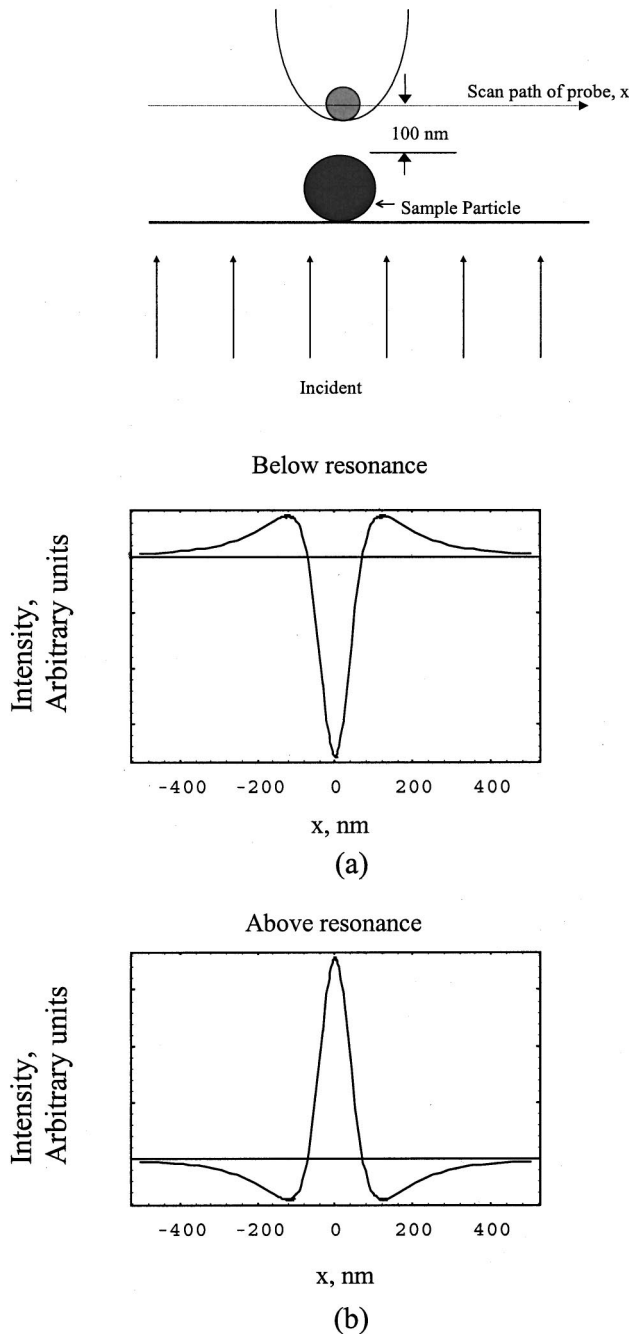 Scan path of probe, x
100 nm
Sample Particle
Incident
Below resonance
Intensity,
Arbitrary units
-400 -200 0 200 400
x, nm
(a)
Above resonance
Intensity,
Arbitrary units
-400 -200 0 200 400
x, nm
(b)